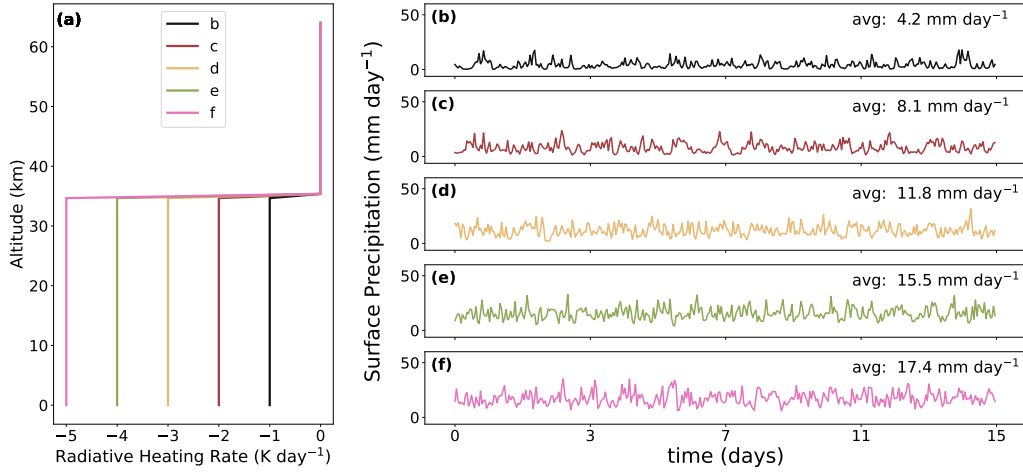 (a)
b
c
d
e
f
60
50
40
30
20
10
0
Altitude (km)
−5 −4 −3 −2 −1 0
Radiative Heating Rate (K day⁻¹)
Surface Precipitation (mm day⁻¹)
(b) avg: 4.2 mm day⁻¹
50
0
(c) avg: 8.1 mm day⁻¹
50
0
(d) avg: 11.8 mm day⁻¹
50
0
(e) avg: 15.5 mm day⁻¹
50
0
(f) avg: 17.4 mm day⁻¹
50
0
0 3 7 11 15
time (days)